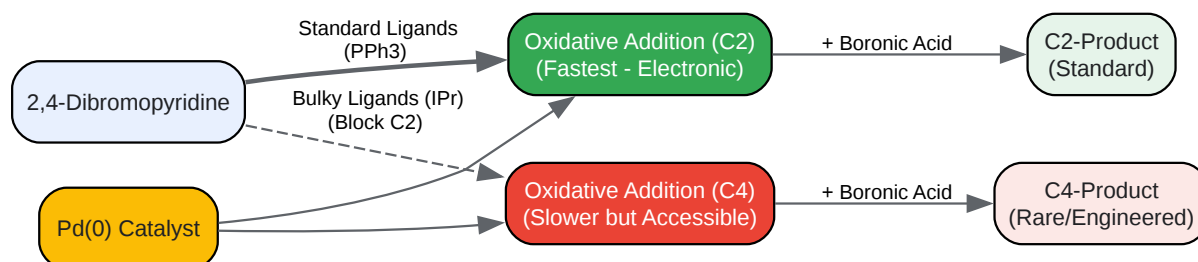 2,4-Dibromopyridine
Pd(0) Catalyst
Standard Ligands
(PPh3)
Bulky Ligands (IPr)
(Block C2)
Oxidative Addition (C2)
(Fastest - Electronic)
Oxidative Addition (C4)
(Slower but Accessible)
+ Boronic Acid
+ Boronic Acid
C2-Product
(Standard)
C4-Product
(Rare/Engineered)